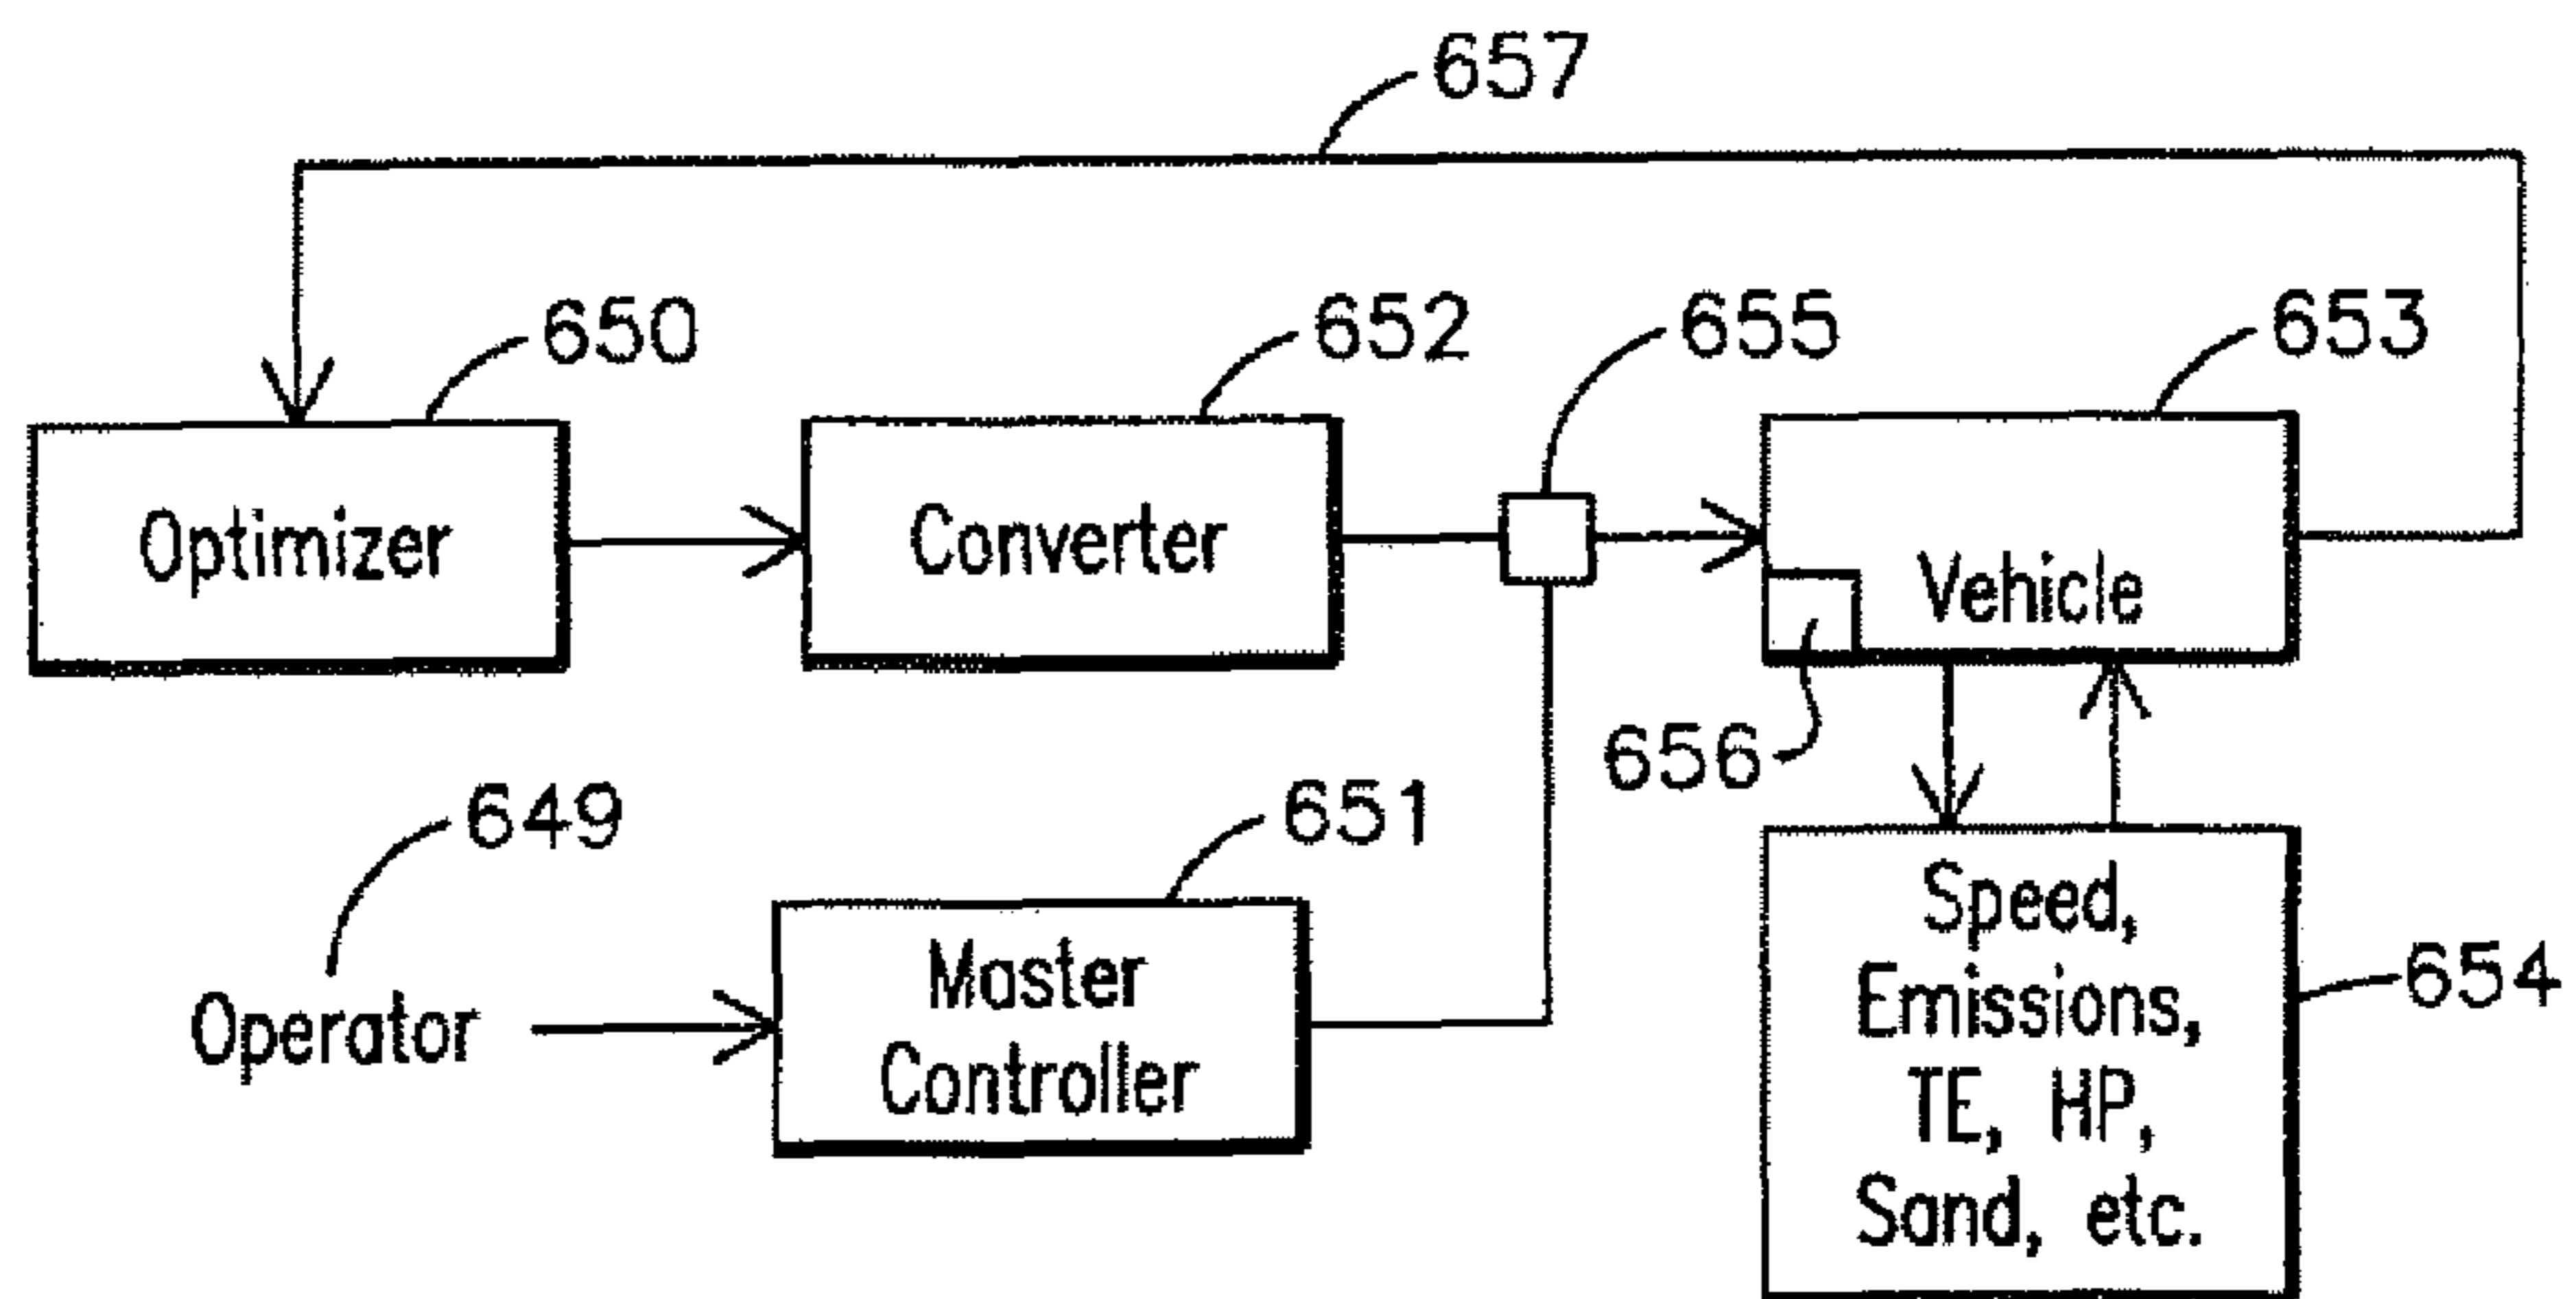 657
650
652
655
653
Optimizer
Converter
Vehicle
656
649
651
Operator
Master
Controller
Speed,
Emissions,
TE, HP,
Sand, etc.
654